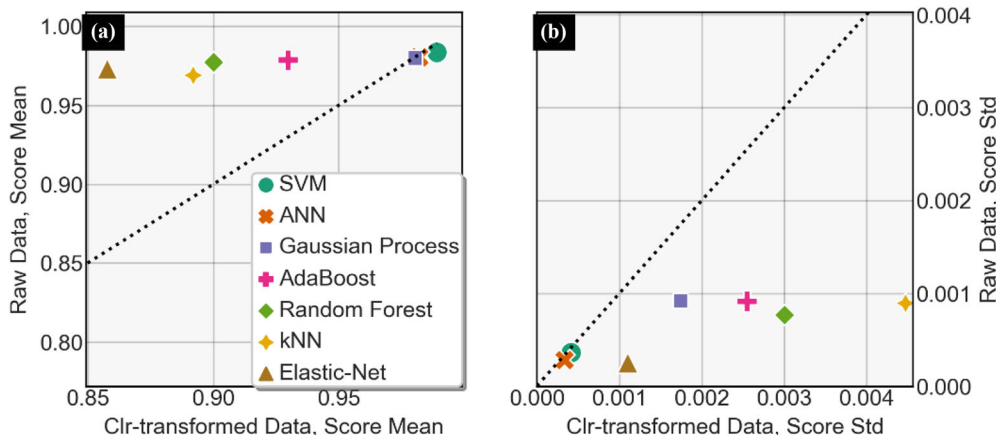 (a)
1.00
0.95
0.90
0.85
0.80
Raw Data, Score Mean
0.85
0.90
0.95
Clr-transformed Data, Score Mean
SVM
ANN
Gaussian Process
AdaBoost
Random Forest
kNN
Elastic-Net
(b)
0.004
0.003
0.002
0.001
0.000
Raw Data, Score Std
0.000
0.001
0.002
0.003
0.004
Clr-transformed Data, Score Std